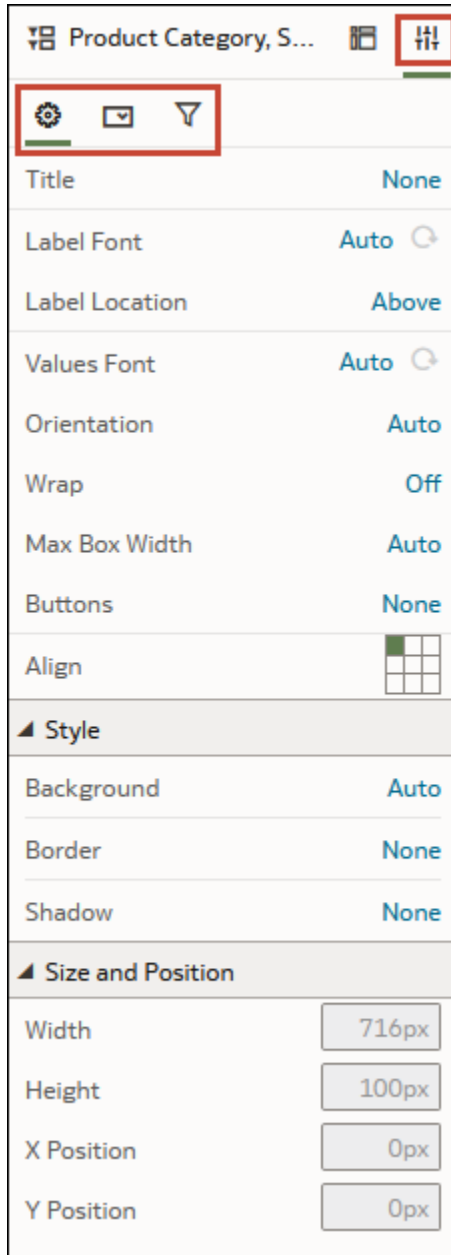 Product Category, S...
Title None
Label Font Auto
Label Location Above
Values Font Auto
Orientation Auto
Wrap Off
Max Box Width Auto
Buttons None
Align
Style
Background Auto
Border None
Shadow None
Size and Position
Width 716px
Height 100px
X Position 0px
Y Position 0px